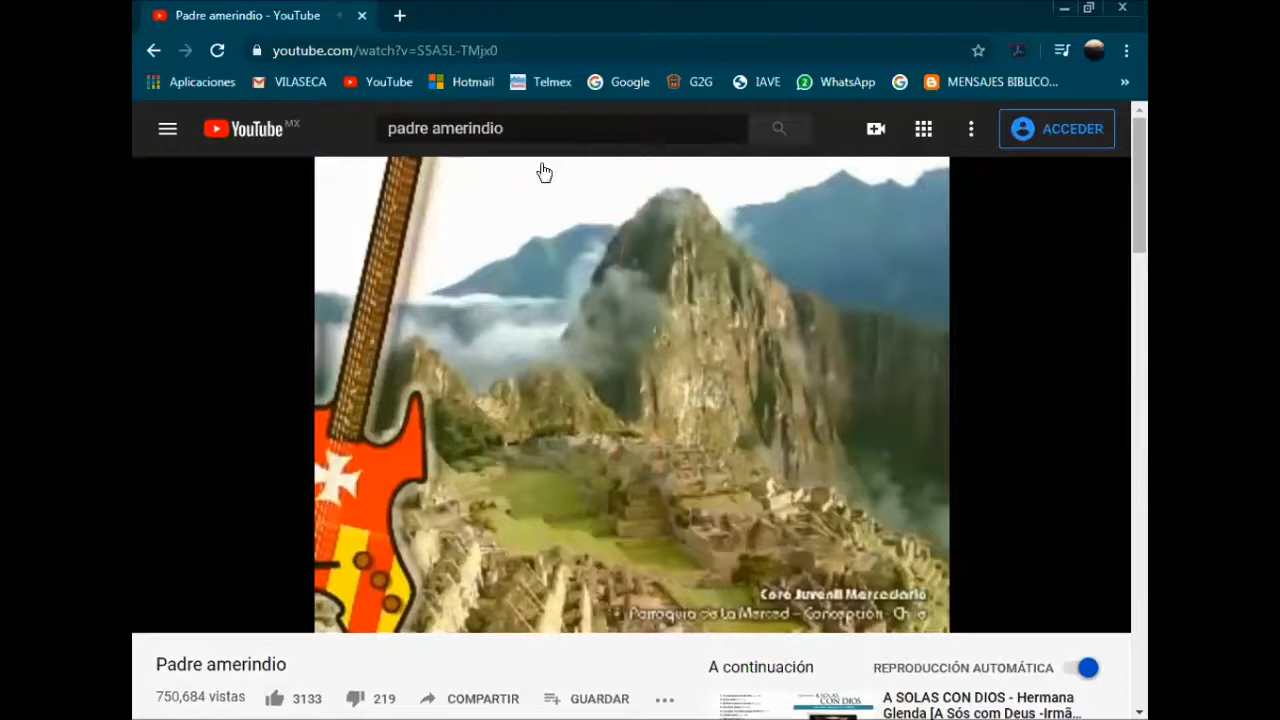 Padre amerindio - YouTube
youtube.com/watch?v=S5A5L-TMjx0
Aplicaciones VILASECA YouTube Hotmail Telmex Google G2G IAVE 2 WhatsApp MENSAJES BIBLICO... »
YouTube MX padre amerindio ACCEDER
Coro Juvenil Mercedario
Parroquia de La Merced - Concepción - Chile
Padre amerindio
750,684 vistas 3133 219 COMPARTIR GUARDAR
A continuación REPRODUCCIÓN AUTOMÁTICA
A SOLAS CON DIOS - Hermana
Glenda [A Sós com Deus -Irmã...